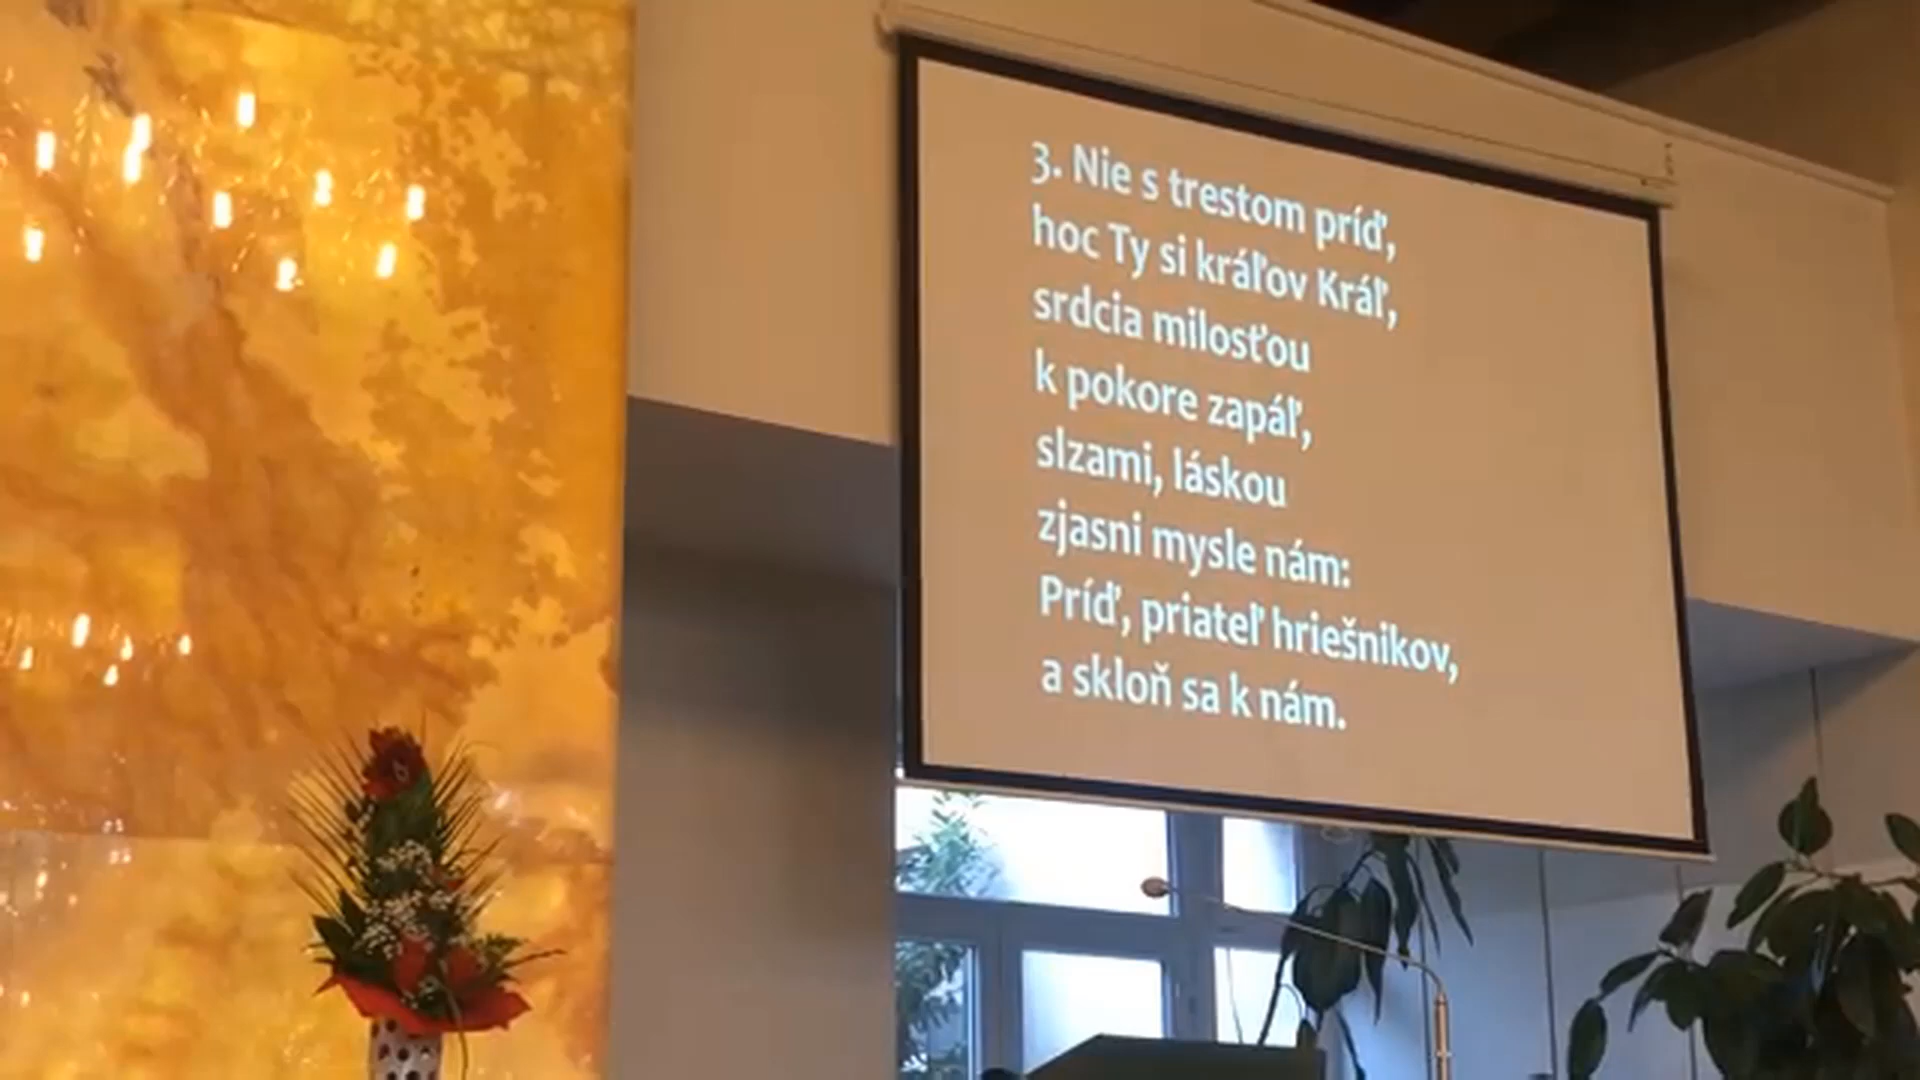 3. Nie s trestom príď,
hoc Ty si kráľov Kráľ,
srdcia milosťou
k pokore zapáľ,
slzami, láskou
zjasni mysle nám:
Príď, priateľ hriešnikov,
a skloň sa k nám.